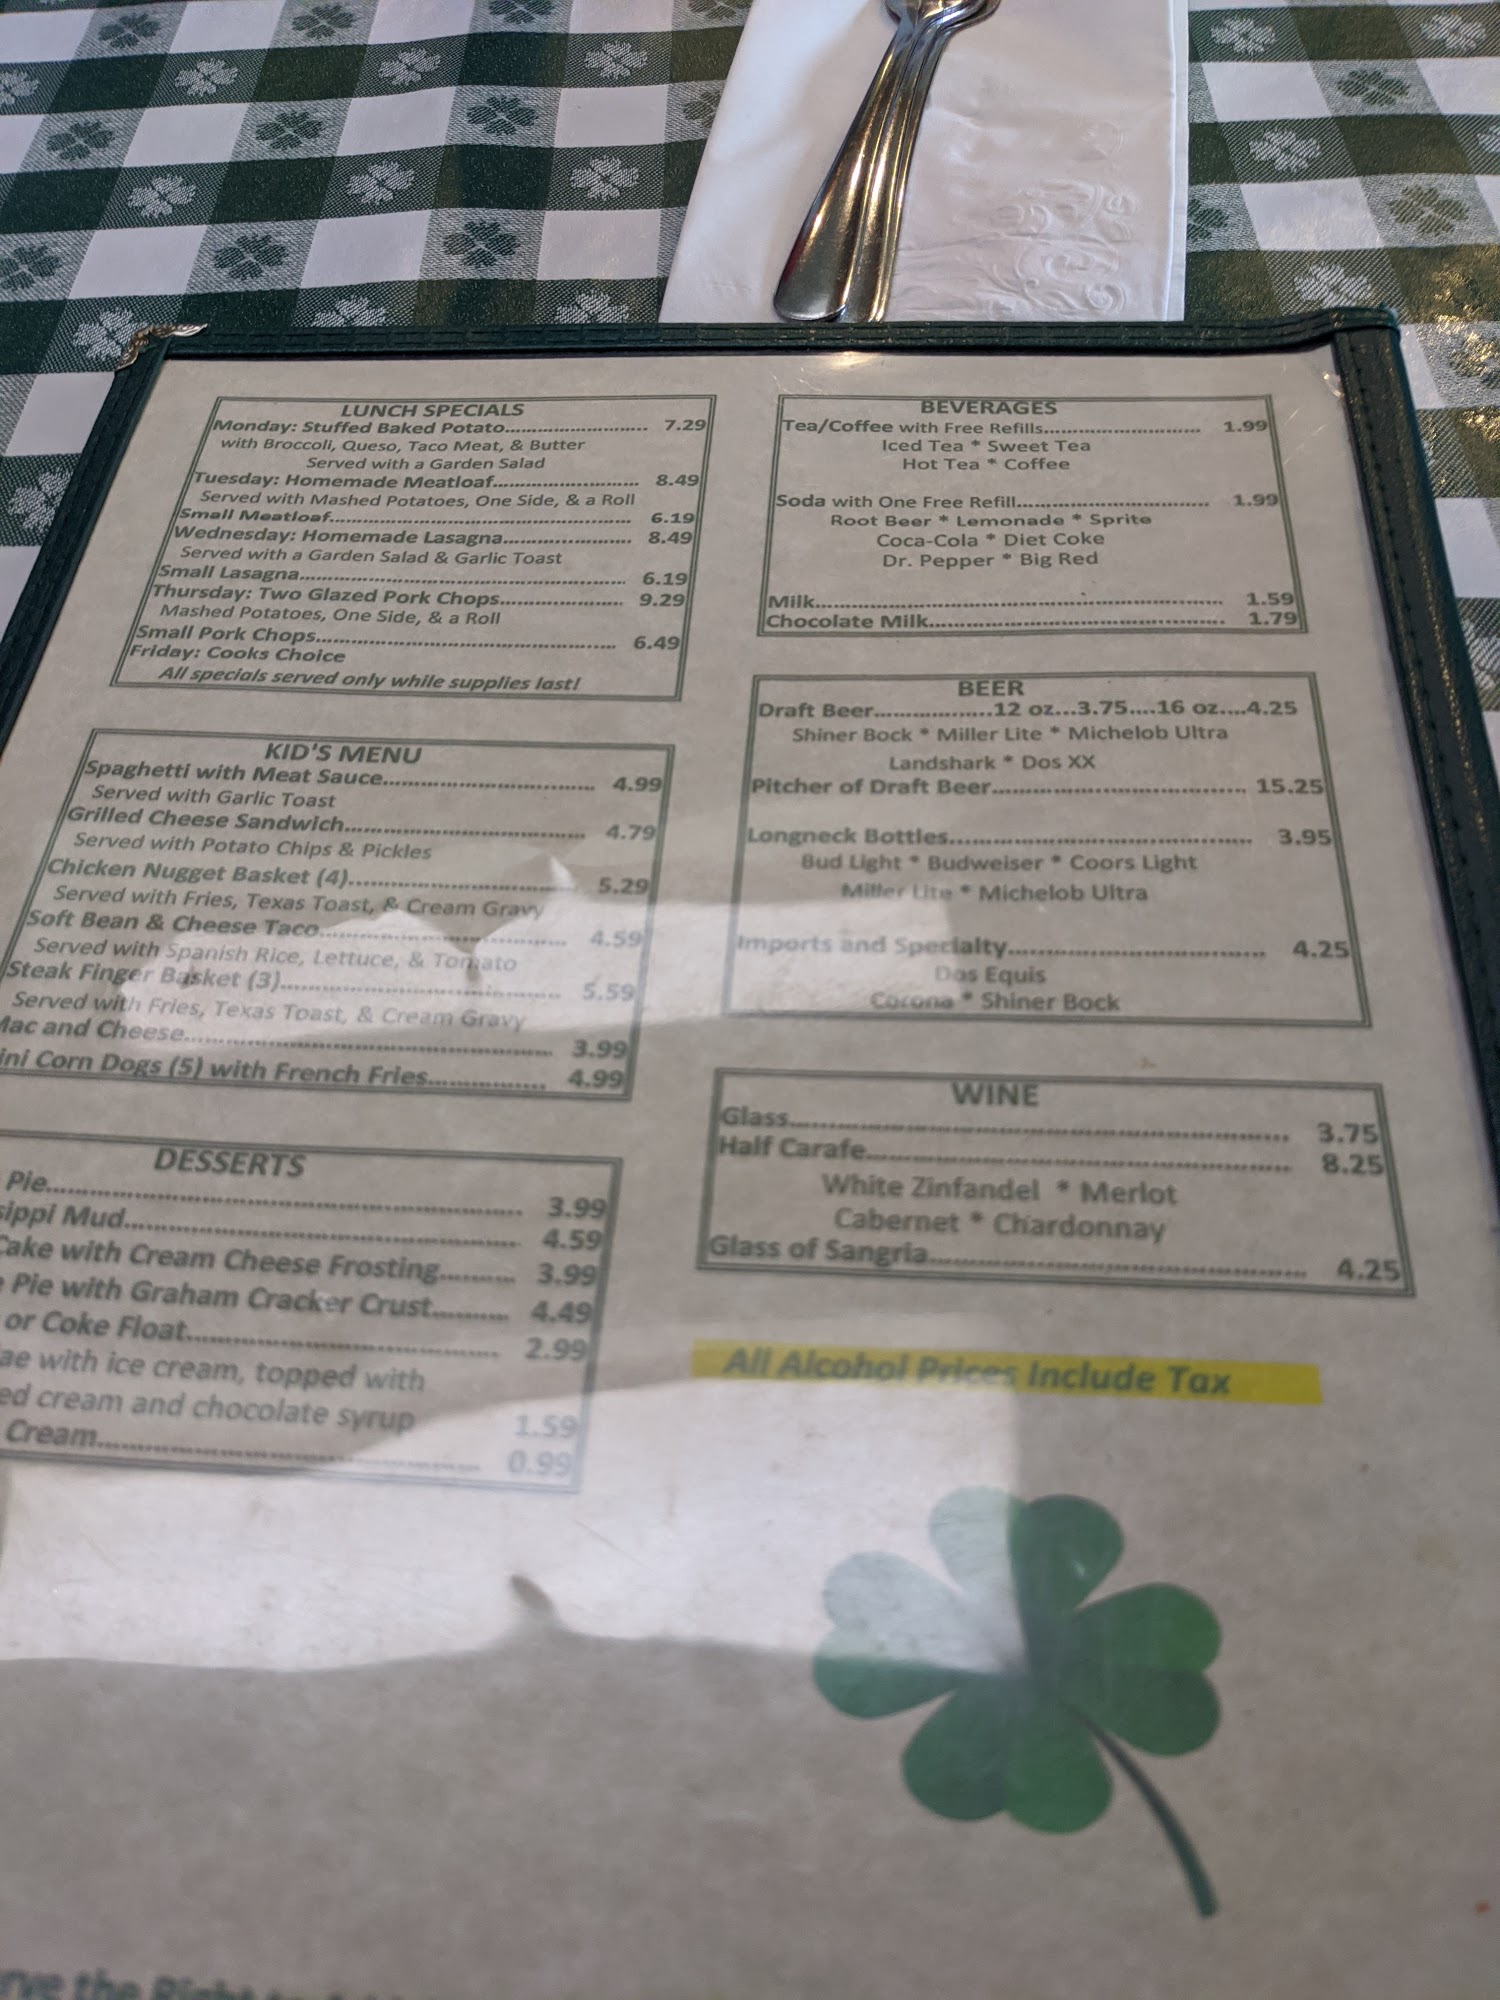 LUNCH SPECIALS
Monday: Stuffed Baked Potato.......................... 7.29
with Broccoli, Queso, Taco Meat, & Butter
Served with a Garden Salad
Tuesday: Homemade Meatloaf.......................... 8.49
Served with Mashed Potatoes, One Side, & a Roll
Small Meatloaf.......................... 6.19
Wednesday: Homemade Lasagna.......................... 8.49
Served with a Garden Salad & Garlic Toast
Small Lasagna.......................... 6.19
Thursday: Two Glazed Pork Chops.......................... 9.29
Mashed Potatoes, One Side, & a Roll
Small Pork Chops.......................... 6.49
Friday: Cooks Choice
All specials served only while supplies last!
KID'S MENU
Spaghetti with Meat Sauce.......................... 4.99
Served with Garlic Toast
Grilled Cheese Sandwich.......................... 4.79
Served with Potato Chips & Pickles
Chicken Nugget Basket (4).......................... 5.29
Served with Fries, Texas Toast, & Cream Gravy
Soft Bean & Cheese Taco.......................... 4.59
Served with Spanish Rice, Lettuce, & Tomato
Steak Finger Basket (3).......................... 5.59
Served with Fries, Texas Toast, & Cream Gravy
Mac and Cheese.......................... 3.99
ini Corn Dogs (5) with French Fries............... 4.99
DESSERTS
Pie.......................... 3.99
sippi Mud.......................... 4.59
Cake with Cream Cheese Frosting.......... 3.99
Pie with Graham Cracker Crust.......... 4.49
or Coke Float.......................... 2.99
ae with ice cream, topped with
ed cream and chocolate syrup 1.59
Cream.......................... 0.99
BEVERAGES
Tea/Coffee with Free Refills.......................... 1.99
Iced Tea * Sweet Tea
Hot Tea * Coffee
Soda with One Free Refill.......................... 1.99
Root Beer * Lemonade * Sprite
Coca-Cola * Diet Coke
Dr. Pepper * Big Red
Milk.......................... 1.59
Chocolate Milk.......................... 1.79
BEER
Draft Beer...................12 oz...3.75....16 oz....4.25
Shiner Bock * Miller Lite * Michelob Ultra
Landshark * Dos XX
Pitcher of Draft Beer.......................... 15.25
Longneck Bottles.......................... 3.95
Bud Light * Budweiser * Coors Light
Miller Lite * Michelob Ultra
Imports and Specialty.......................... 4.25
Dos Equis
Corona * Shiner Bock
WINE
Glass.......................... 3.75
Half Carafe.......................... 8.25
White Zinfandel * Merlot
Cabernet * Chardonnay
Glass of Sangria.......................... 4.25
All Alcohol Prices Include Tax
rve the Right to